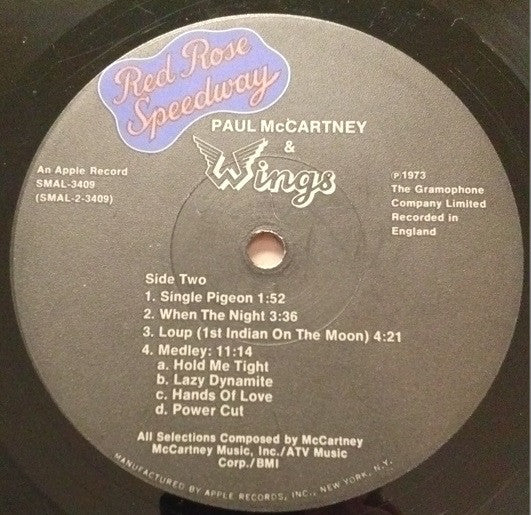 Red Rose
Speedway
PAUL McCARTNEY
&
Wings
An Apple Record
SMAL-3409
(SMAL-2-3409)
℗1973
The Gramophone
Company Limited
Recorded in
England
Side Two
1. Single Pigeon 1:52
2. When The Night 3:36
3. Loup (1st Indian On The Moon) 4:21
4. Medley: 11:14
a. Hold Me Tight
b. Lazy Dynamite
c. Hands Of Love
d. Power Cut
All Selections Composed by McCartney
McCartney Music, Inc./ATV Music
Corp./BMI
MANUFACTURED BY APPLE RECORDS, INC., NEW YORK, N.Y.